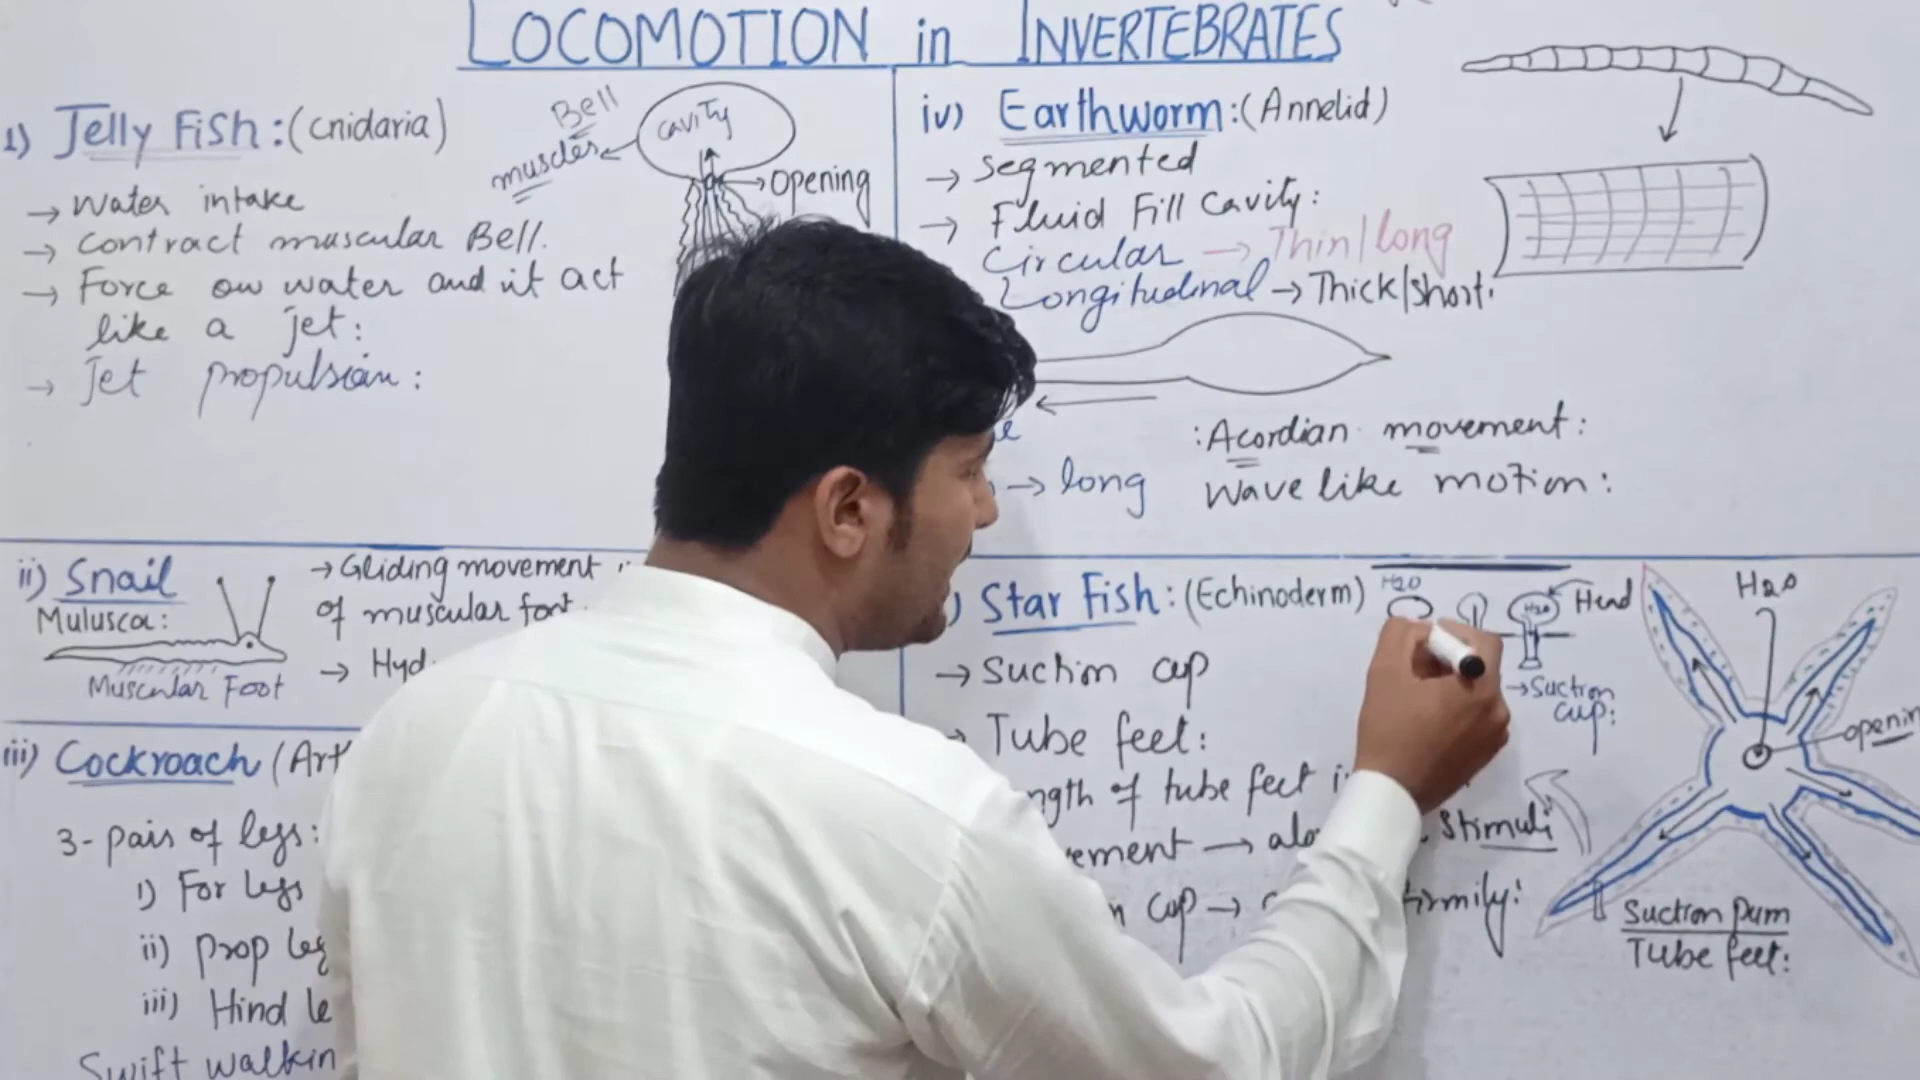 LOCOMOTION in INVERTEBRATES
1) Jelly Fish: (cnidaria)
→ water intake
→ contract muscular Bell.
→ Force on water and it act
like a jet:
→ Jet propulsion:
Bell
muscles
cavity
→ Opening
ii) Snail
Mulusca:
Muscular Foot
→ Gliding movement
of muscular foot
→ Hyd
iii) Cockroach (Art
3- pairs of legs:
i) For legs
ii) prop leg
iii) Hind le
Swift walkin
iv) Earthworm: (Annelid)
→ segmented
→ Fluid Fill Cavity:
Circular → Thin/long
Longitudinal → Thick/short.
→ long
:Acordian movement:
Wave like motion:
) Star Fish: (Echinoderm)
→ Suction cup
→ Tube feet:
ngth of tube feet i
vement → alo stimuli
n Cup → firmily:
H2O
H2O
Head
→ Suction
cup:
H2O
opening
Suction Pum
Tube feet: